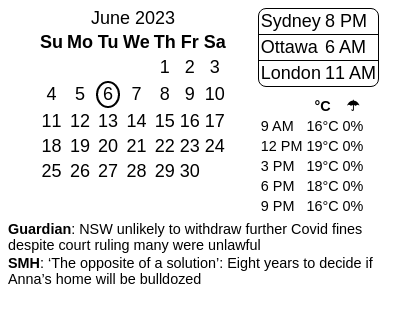 June 2023
Su Mo Tu We Th Fr Sa
1 2 3
4 5 6 7 8 9 10
11 12 13 14 15 16 17
18 19 20 21 22 23 24
25 26 27 28 29 30
Sydney 8 PM
Ottawa 6 AM
London 11 AM
°C ☂
9 AM 16°C 0%
12 PM 19°C 0%
3 PM 19°C 0%
6 PM 18°C 0%
9 PM 16°C 0%
Guardian: NSW unlikely to withdraw further Covid fines
despite court ruling many were unlawful
SMH: ‘The opposite of a solution’: Eight years to decide if
Anna’s home will be bulldozed